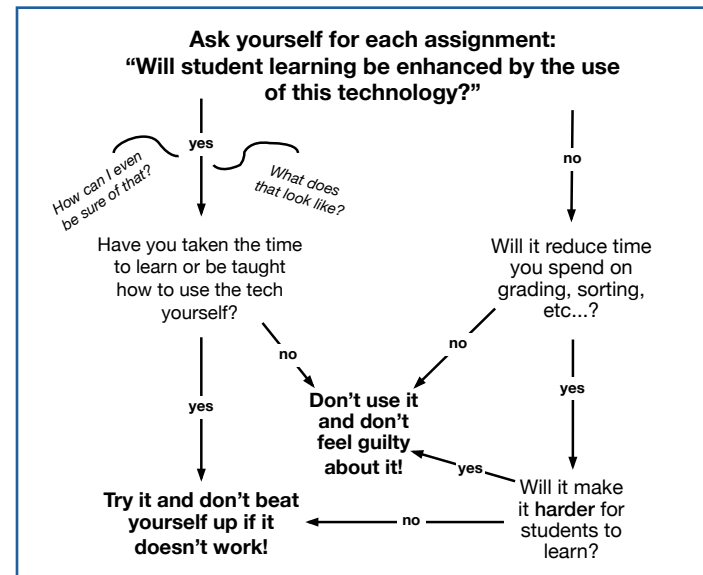 Ask yourself for each assignment:
“Will student learning be enhanced by the use
of this technology?”
yes
no
How can I even
be sure of that?
What does
that look like?
Have you taken the time
to learn or be taught
how to use the tech
yourself?
Will it reduce time
you spend on
grading, sorting,
etc...?
no
no
yes
yes
Don’t use it
and don’t
feel guilty
about it!
yes
Try it and don’t beat
yourself up if it
doesn’t work!
no
Will it make
it harder for
students to
learn?